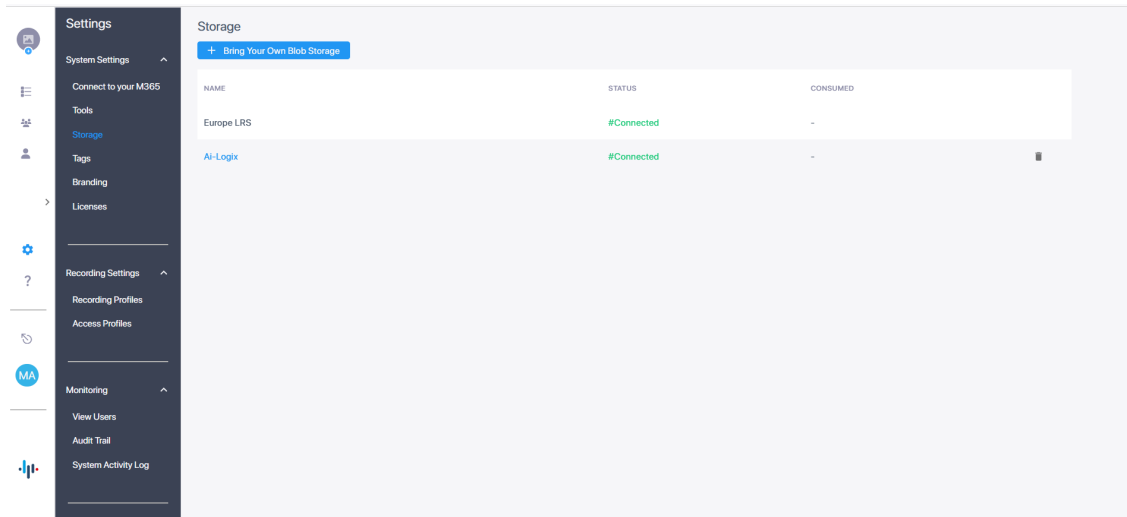 Settings
System Settings
Connect to your M365
Tools
Storage
Tags
Branding
Licenses
Recording Settings
Recording Profiles
Access Profiles
Monitoring
View Users
Audit Trail
System Activity Log
?
MA
Storage
+ Bring Your Own Blob Storage
NAME STATUS CONSUMED
Europe LRS #Connected -
Ai-Logix #Connected -